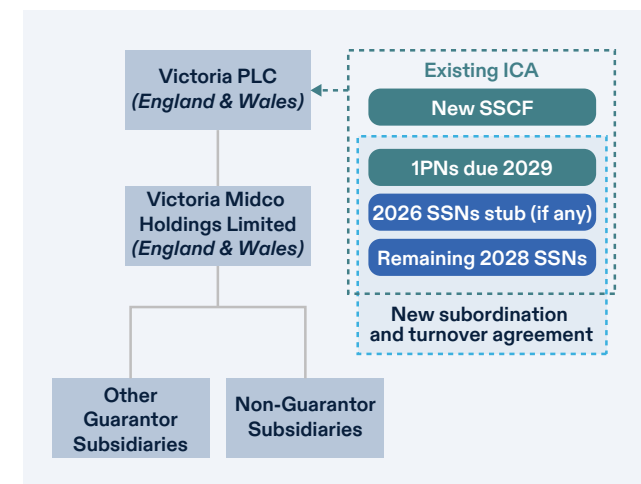 Victoria PLC
(England & Wales)
Existing ICA
New SSCF
1PNs due 2029
Victoria Midco
Holdings Limited
(England & Wales)
2026 SSNs stub (if any)
Remaining 2028 SSNs
New subordination
and turnover agreement
Other
Guarantor
Subsidiaries
Non-Guarantor
Subsidiaries